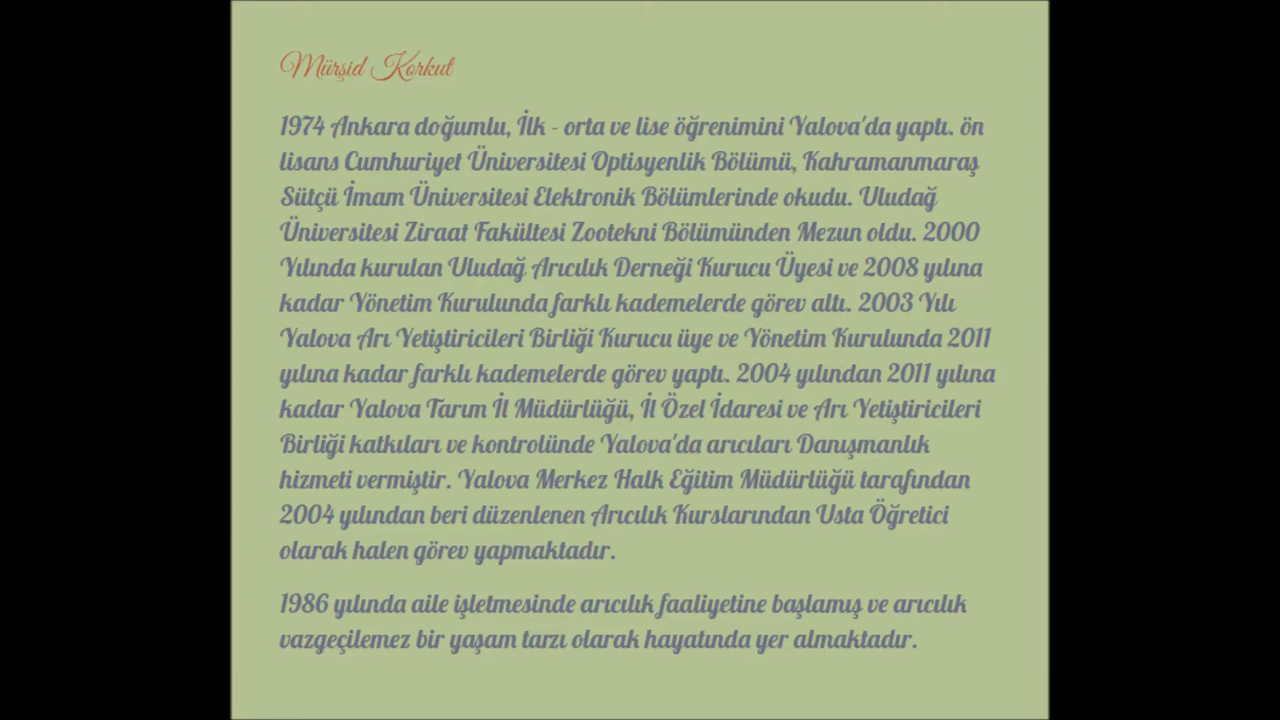 Mürşid Korkut
1974 Ankara doğumlu, İlk - orta ve lise öğrenimini Yalova'da yaptı. ön
lisans Cumhuriyet Üniversitesi Optisyenlik Bölümü, Kahramanmaraş
Sütçü İmam Üniversitesi Elektronik Bölümlerinde okudu. Uludağ
Üniversitesi Ziraat Fakültesi Zootekni Bölümünden Mezun oldu. 2000
Yılında kurulan Uludağ Arıcılık Derneği Kurucu Üyesi ve 2008 yılına
kadar Yönetim Kurulunda farklı kademelerde görev altı. 2003 Yılı
Yalova Arı Yetiştiricileri Birliği Kurucu üye ve Yönetim Kurulunda 2011
yılına kadar farklı kademelerde görev yaptı. 2004 yılından 2011 yılına
kadar Yalova Tarım İl Müdürlüğü, İl Özel İdaresi ve Arı Yetiştiricileri
Birliği katkıları ve kontrolünde Yalova'da arıcıları Danışmanlık
hizmeti vermiştir. Yalova Merkez Halk Eğitim Müdürlüğü tarafından
2004 yılından beri düzenlenen Arıcılık Kurslarından Usta Öğretici
olarak halen görev yapmaktadır.
1986 yılında aile işletmesinde arıcılık faaliyetine başlamış ve arıcılık
vazgeçilemez bir yaşam tarzı olarak hayatında yer almaktadır.